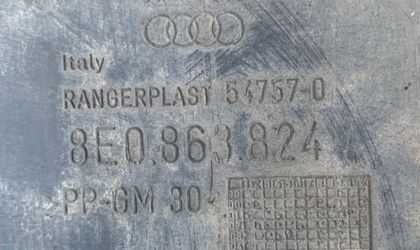 Italy
RANGERPLAST 54757-0
8E0.863.824
>PP-GM 30<